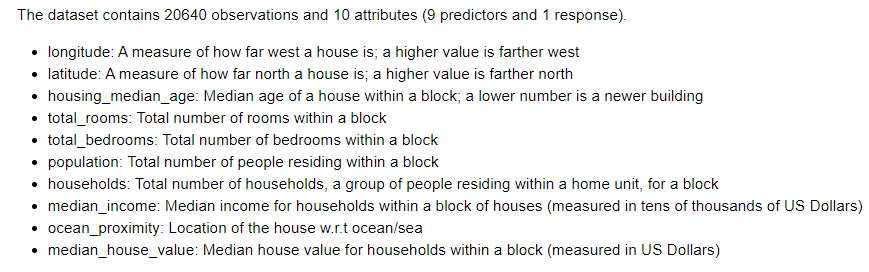 The dataset contains 20640 observations and 10 attributes (9 predictors and 1 response).
• longitude: A measure of how far west a house is; a higher value is farther west
• latitude: A measure of how far north a house is; a higher value is farther north
• housing_median_age: Median age of a house within a block; a lower number is a newer building
• total_rooms: Total number of rooms within a block
• total_bedrooms: Total number of bedrooms within a block
• population: Total number of people residing within a block
• households: Total number of households, a group of people residing within a home unit, for a block
• median_income: Median income for households within a block of houses (measured in tens of thousands of US Dollars)
• ocean_proximity: Location of the house w.r.t ocean/sea
• median_house_value: Median house value for households within a block (measured in US Dollars)